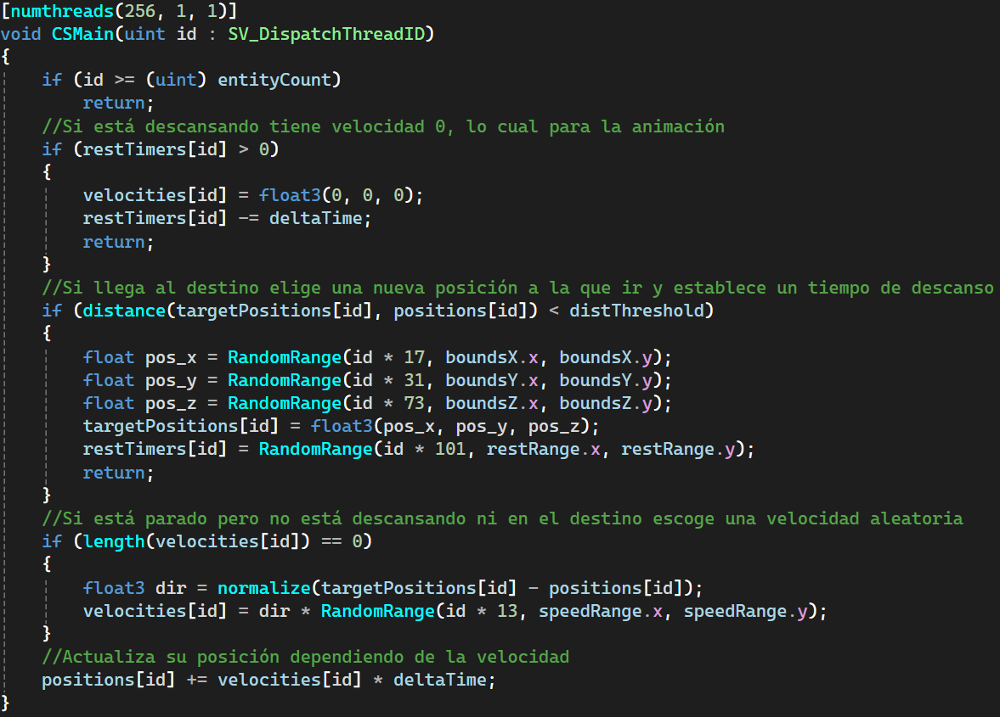 [numthreads(256, 1, 1)]
void CSMain(uint id : SV_DispatchThreadID)
{
    if (id >= (uint) entityCount)
        return;
    //Si está descansando tiene velocidad 0, lo cual para la animación
    if (restTimers[id] > 0)
    {
        velocities[id] = float3(0, 0, 0);
        restTimers[id] -= deltaTime;
        return;
    }
    //Si llega al destino elige una nueva posición a la que ir y establece un tiempo de descanso
    if (distance(targetPositions[id], positions[id]) < distThreshold)
    {
        float pos_x = RandomRange(id * 17, boundsX.x, boundsX.y);
        float pos_y = RandomRange(id * 31, boundsY.x, boundsY.y);
        float pos_z = RandomRange(id * 73, boundsZ.x, boundsZ.y);
        targetPositions[id] = float3(pos_x, pos_y, pos_z);
        restTimers[id] = RandomRange(id * 101, restRange.x, restRange.y);
        return;
    }
    //Si está parado pero no está descansando ni en el destino escoge una velocidad aleatoria
    if (length(velocities[id]) == 0)
    {
        float3 dir = normalize(targetPositions[id] - positions[id]);
        velocities[id] = dir * RandomRange(id * 13, speedRange.x, speedRange.y);
    }
    //Actualiza su posición dependiendo de la velocidad
    positions[id] += velocities[id] * deltaTime;
}